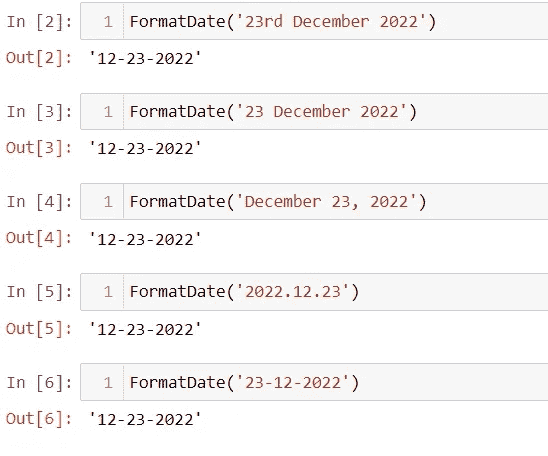 In [2]: 1 FormatDate('23rd December 2022')
Out[2]: '12-23-2022'
In [3]: 1 FormatDate('23 December 2022')
Out[3]: '12-23-2022'
In [4]: 1 FormatDate('December 23, 2022')
Out[4]: '12-23-2022'
In [5]: 1 FormatDate('2022.12.23')
Out[5]: '12-23-2022'
In [6]: 1 FormatDate('23-12-2022')
Out[6]: '12-23-2022'